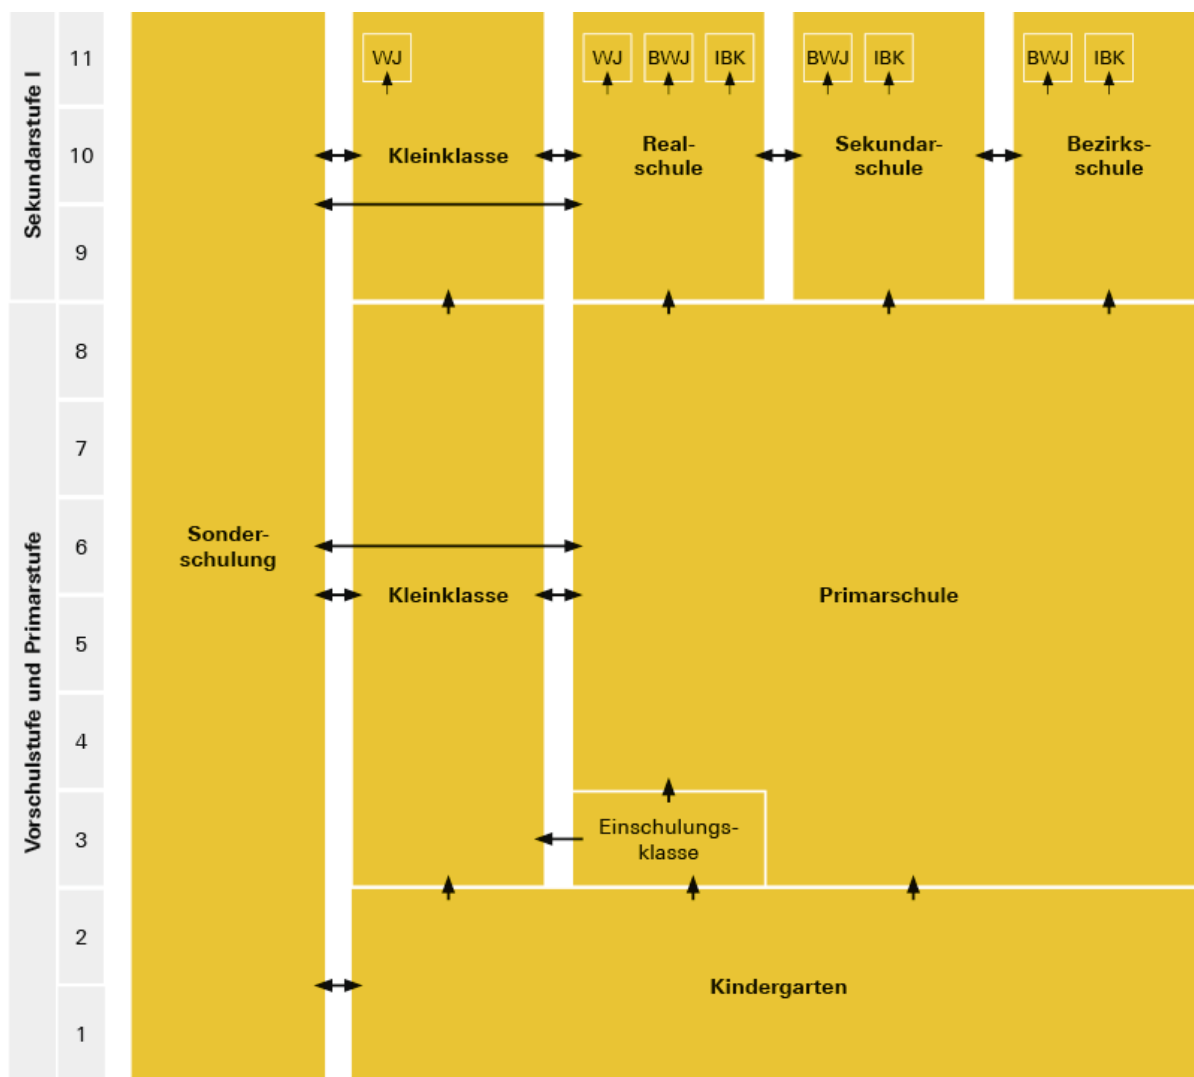 Sekundarstufe I
11
10
9
Vorschulstufe und Primarstufe
8
7
6
5
4
3
2
1
WJ
WJ
BWJ
IBK
BWJ
IBK
BWJ
IBK
Kleinklasse
Real-
schule
Sekundar-
schule
Bezirks-
schule
Sonder-
schulung
Kleinklasse
Primarschule
Einschulungs-
klasse
Kindergarten